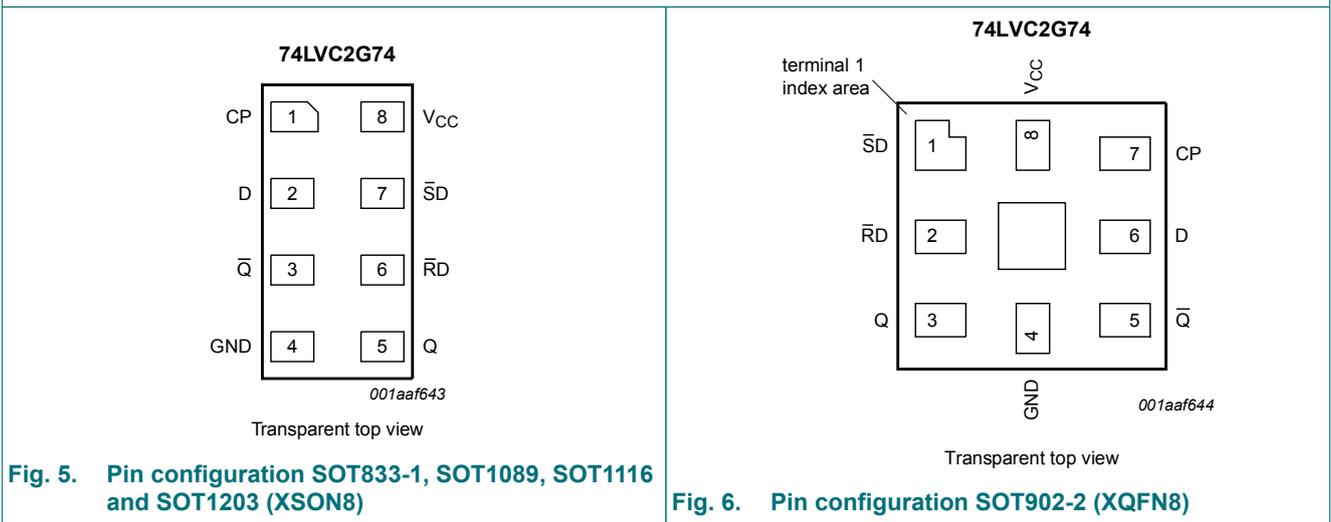 74LVC2G74
CP 1 8 VCC
D 2 7 S̅D
Q̅ 3 6 R̅D
GND 4 5 Q
001aaf643
Transparent top view
Fig. 5. Pin configuration SOT833-1, SOT1089, SOT1116
and SOT1203 (XSON8)
74LVC2G74
terminal 1
index area
VCC
S̅D 1 8 7 CP
R̅D 2 6 D
Q 3 4 5 Q̅
GND
001aaf644
Transparent top view
Fig. 6. Pin configuration SOT902-2 (XQFN8)